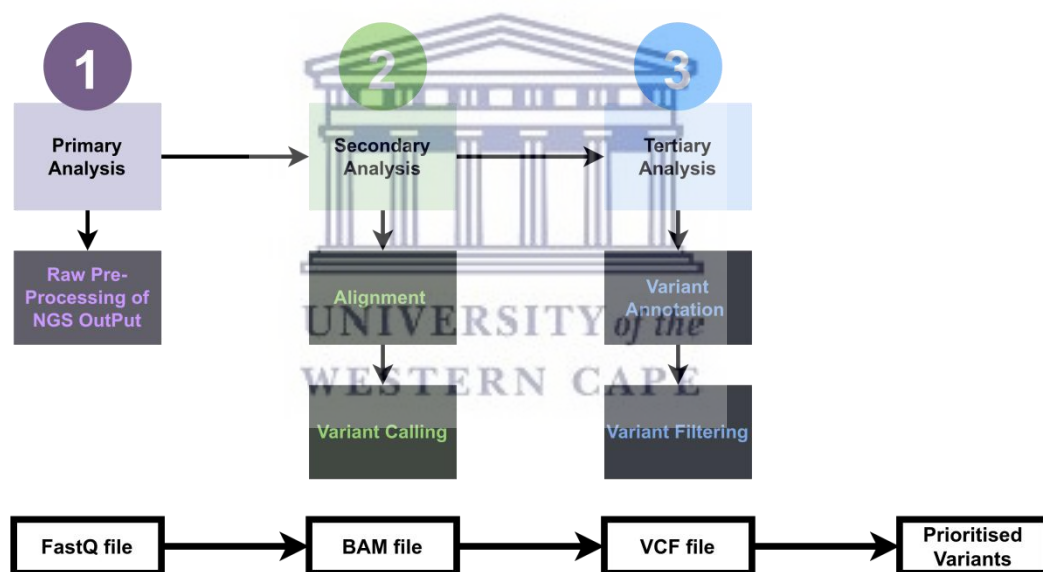 1
2
3
Primary
Analysis
Secondary
Analysis
Tertiary
Analysis
Raw Pre-
Processing of
NGS OutPut
Alignment
Variant
Annotation
UNIVERSITY of the
WESTERN CAPE
Variant Calling
Variant Filtering
FastQ file
BAM file
VCF file
Prioritised
Variants